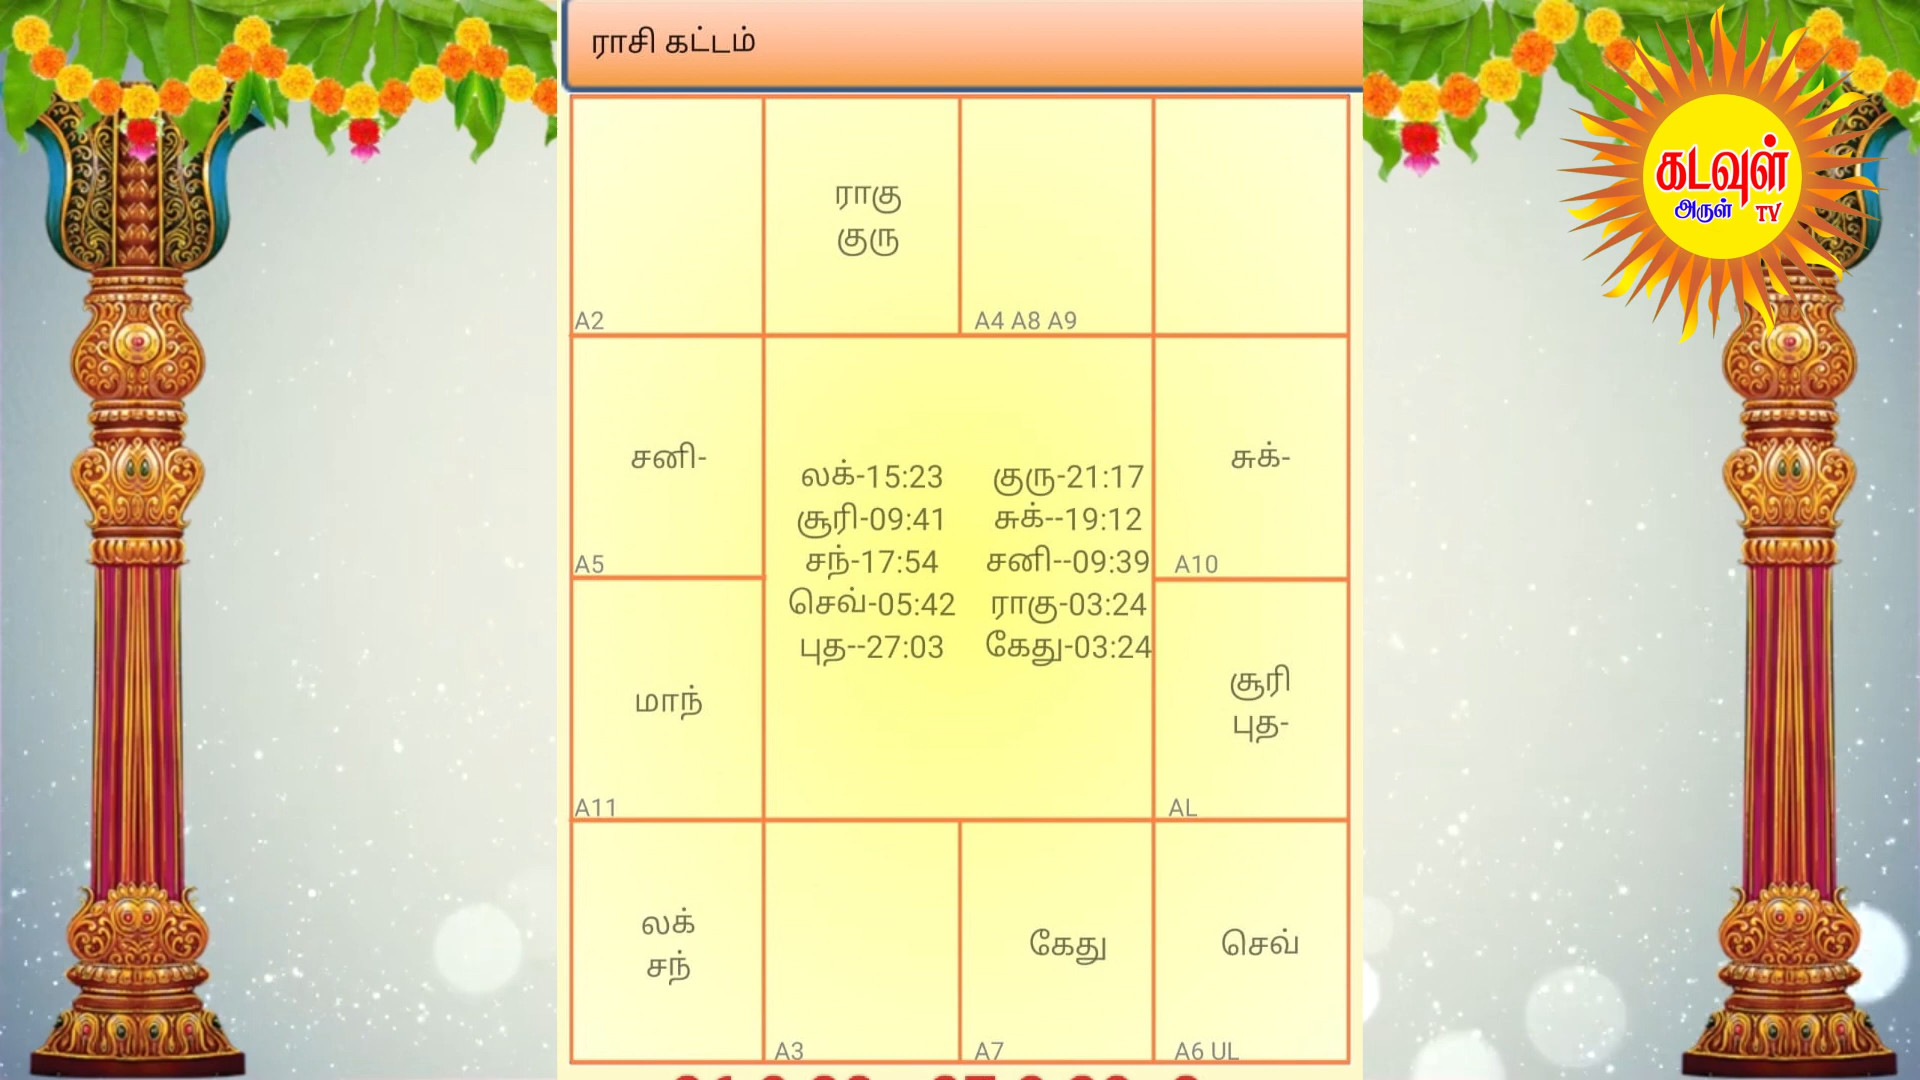 ராசி கட்டம்
கடவுள்
அருள் TV
ராகு
குரு
A2
A4 A8 A9
சனி-
சுக்-
லக்-15:23 குரு-21:17
சூரி-09:41 சுக்--19:12
சந்-17:54 சனி--09:39
செவ்-05:42 ராகு-03:24
புத--27:03 கேது-03:24
A5
A10
மாந்
சூரி
புத-
A11
AL
லக்
சந்
கேது
செவ்
A3
A7
A6 UL